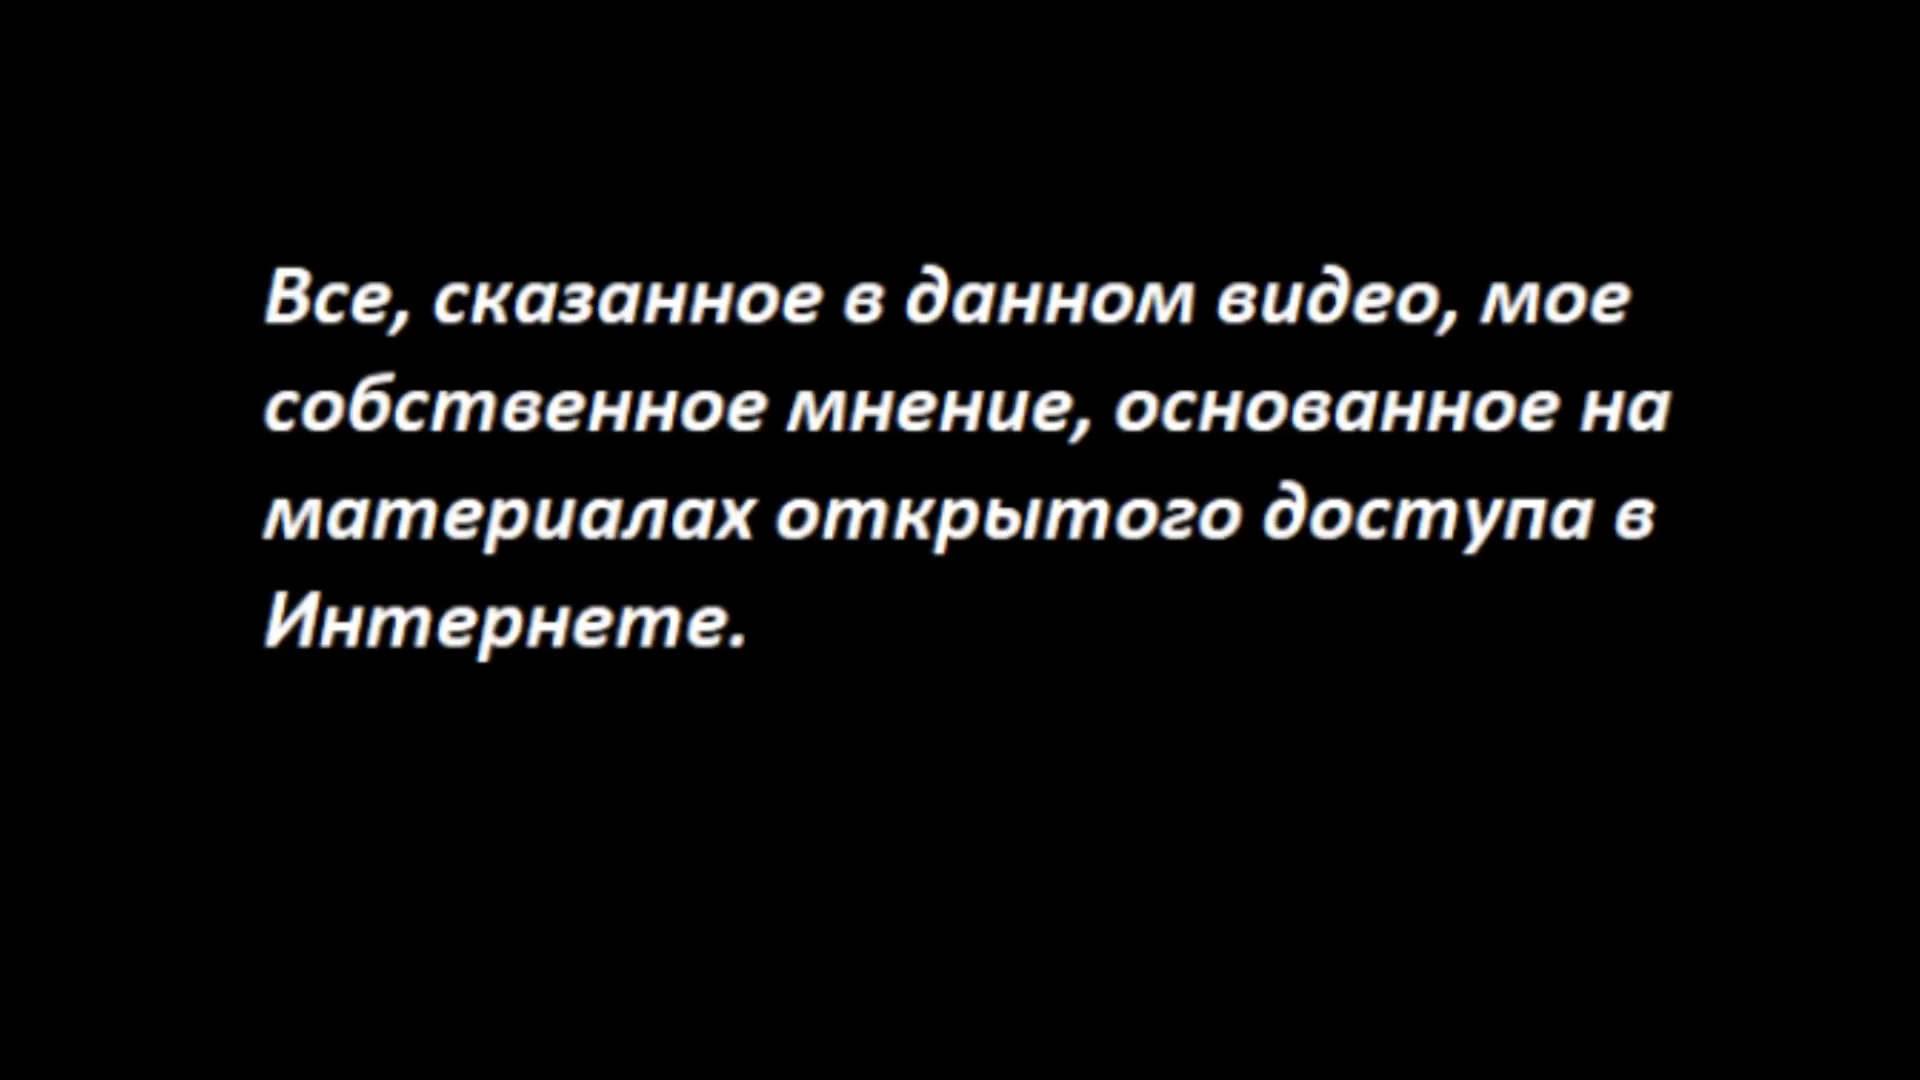 Все, сказанное в данном видео, мое
собственное мнение, основанное на
материалах открытого доступа в
Интернете.